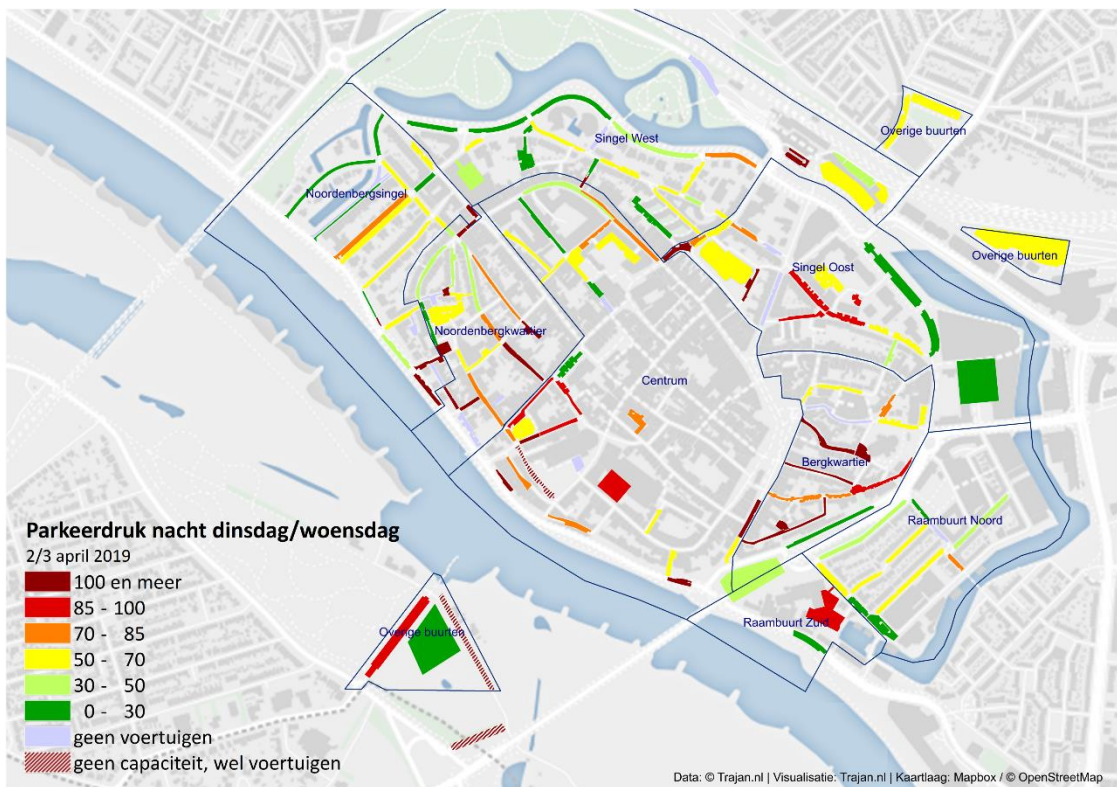 Overige buurten
Singel West
Noordenbergsingel
Overige buurten
Singel Oost
Noordenbergkwartier
Centrum
Bergkwartier
Raambuurt Noord
Raambuurt Zuid
Overige buurten
Parkeerdruk nacht dinsdag/woensdag
2/3 april 2019
100 en meer
85 - 100
70 - 85
50 - 70
30 - 50
0 - 30
geen voertuigen
geen capaciteit, wel voertuigen
Data: © Trajan.nl | Visualisatie: Trajan.nl | Kaartlaag: Mapbox / © OpenStreetMap